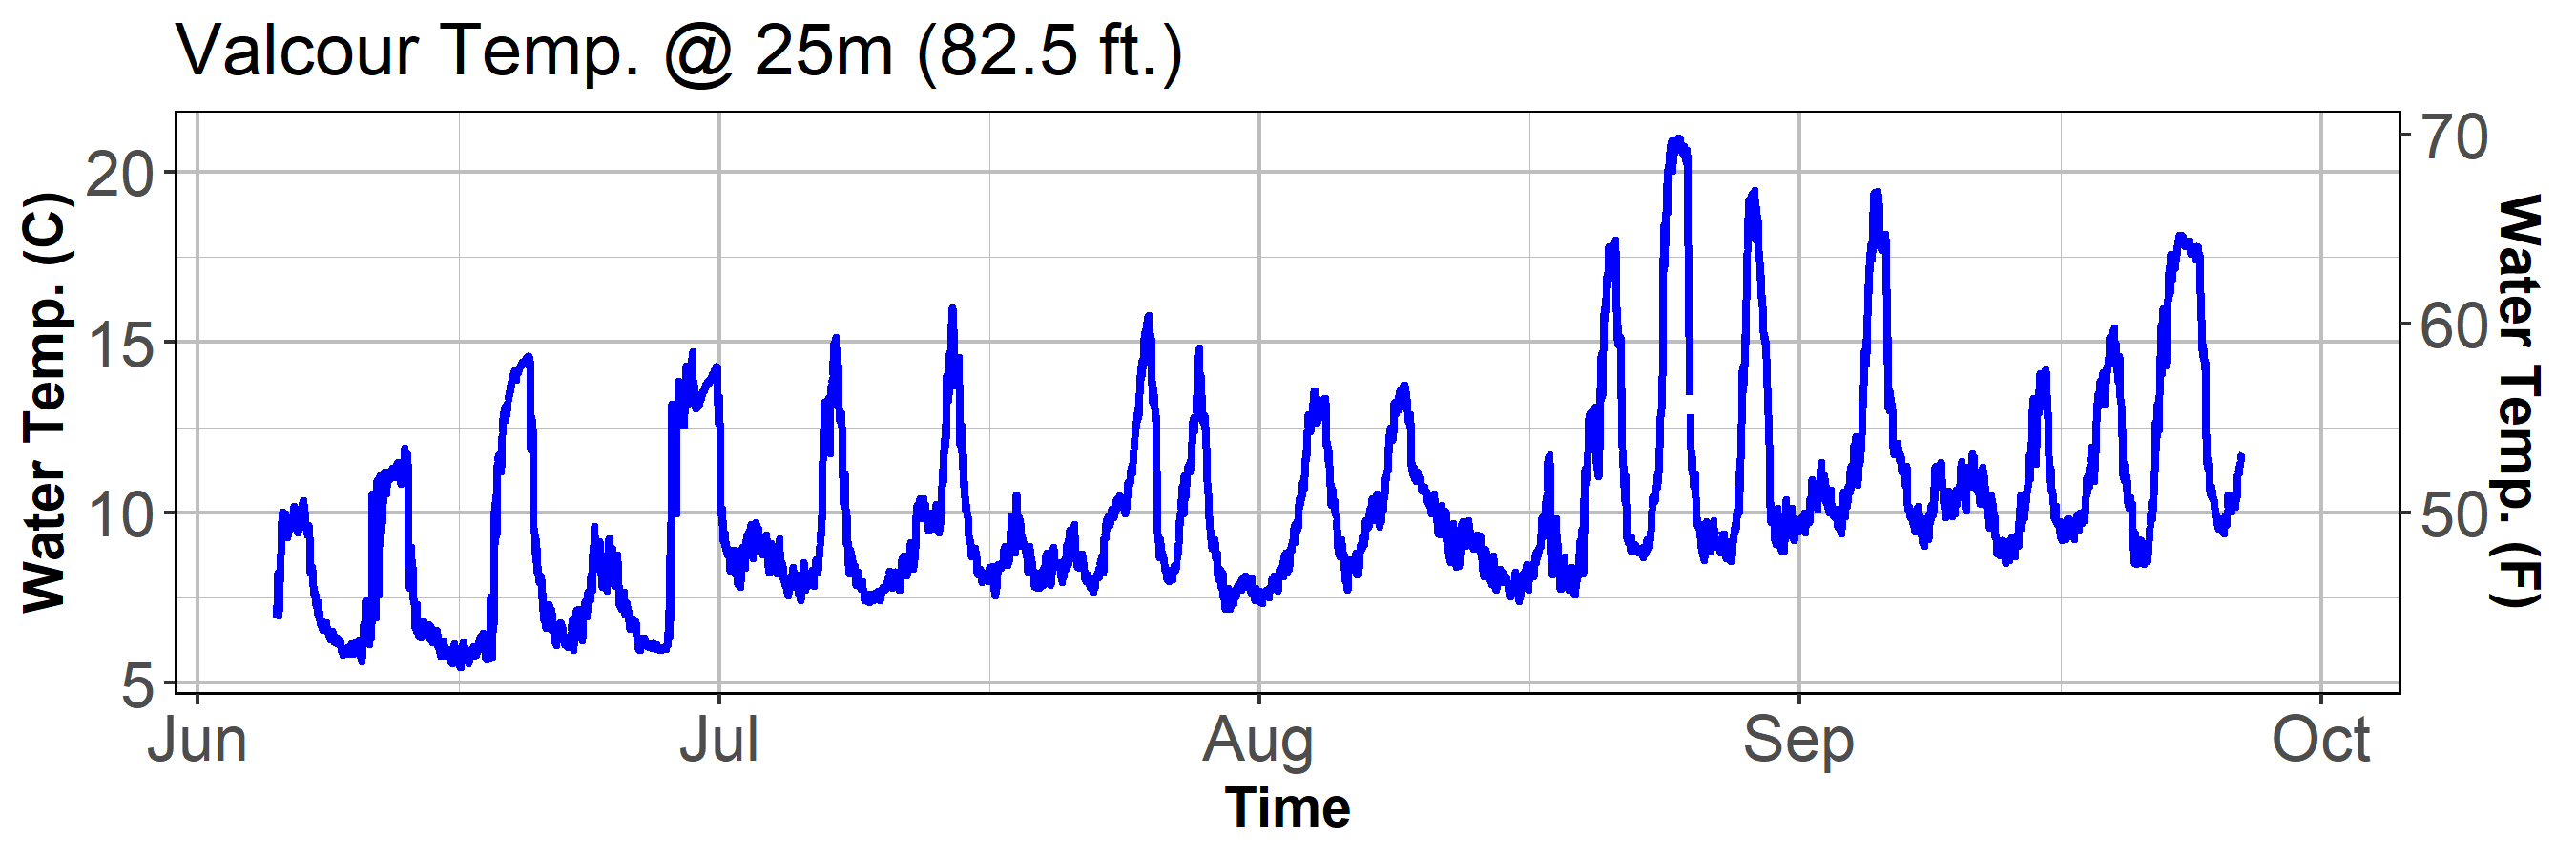 Valcour Temp. @ 25m (82.5 ft.)
Water Temp. (C)
20
15
10
5
70
60
50
Water Temp. (F)
Jun Jul Aug Sep Oct
Time